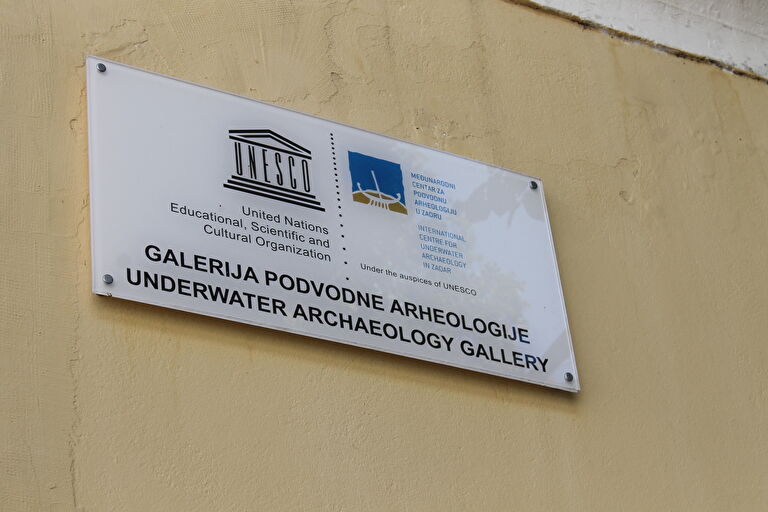 UNESCO
United Nations
Educational, Scientific and
Cultural Organization
MEĐUNARODNI
CENTAR ZA
PODVODNU
ARHEOLOGIJU
U ZADRU
INTERNATIONAL
CENTRE FOR
UNDERWATER
ARCHAEOLOGY
IN ZADAR
Under the auspices of UNESCO
GALERIJA PODVODNE ARHEOLOGIJE
UNDERWATER ARCHAEOLOGY GALLERY